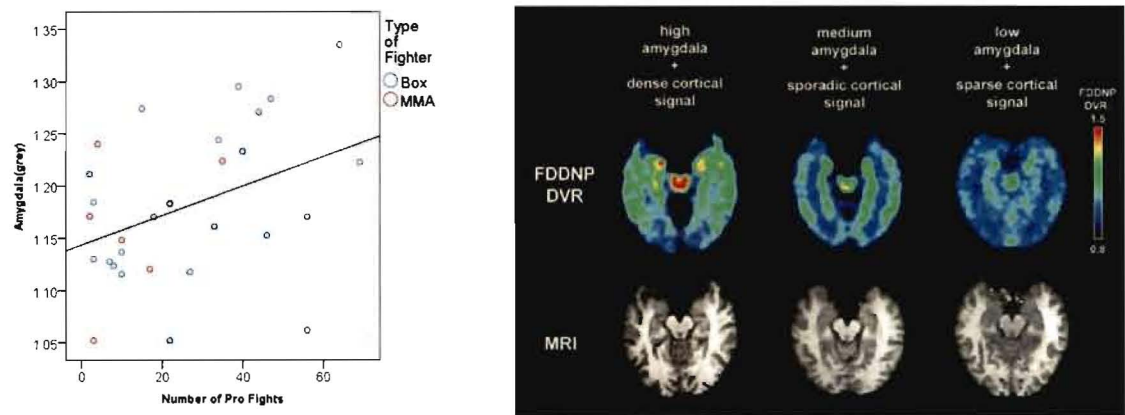 1 35
1 30
1 25
1 20
1 15
1 10
1 05
Amygdala(grey)
0
20
40
60
Number of Pro Fights
Type
of
Fighter
Box
MMA
high
amygdala
+
dense cortical
signal
medium
amygdala
+
sporadic cortical
signal
low
amygdala
+
sparse cortical
signal
FDDNP
DVR
1.5
0.8
FDDNP
DVR
MRI